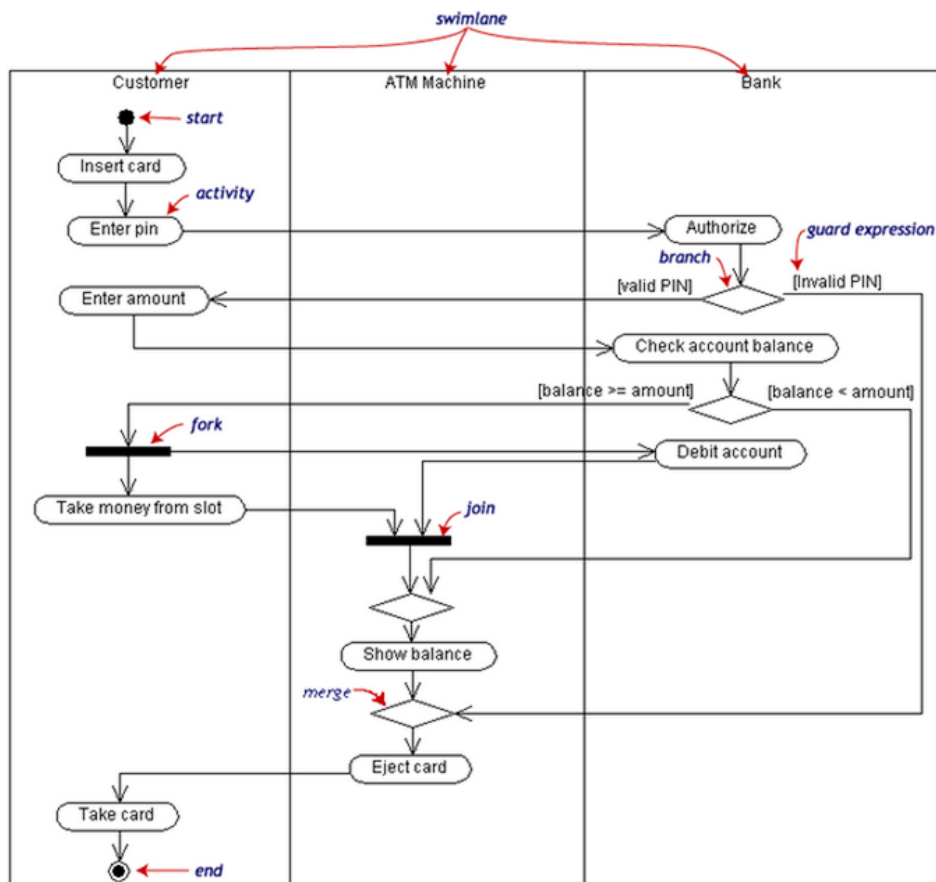 swimlane
Customer
ATM Machine
Bank
start
Insert card
activity
Enter pin
Authorize
guard expression
branch
Enter amount
[valid PIN]
[Invalid PIN]
Check account balance
[balance >= amount]
[balance < amount]
fork
Debit account
Take money from slot
join
Show balance
merge
Eject card
Take card
end